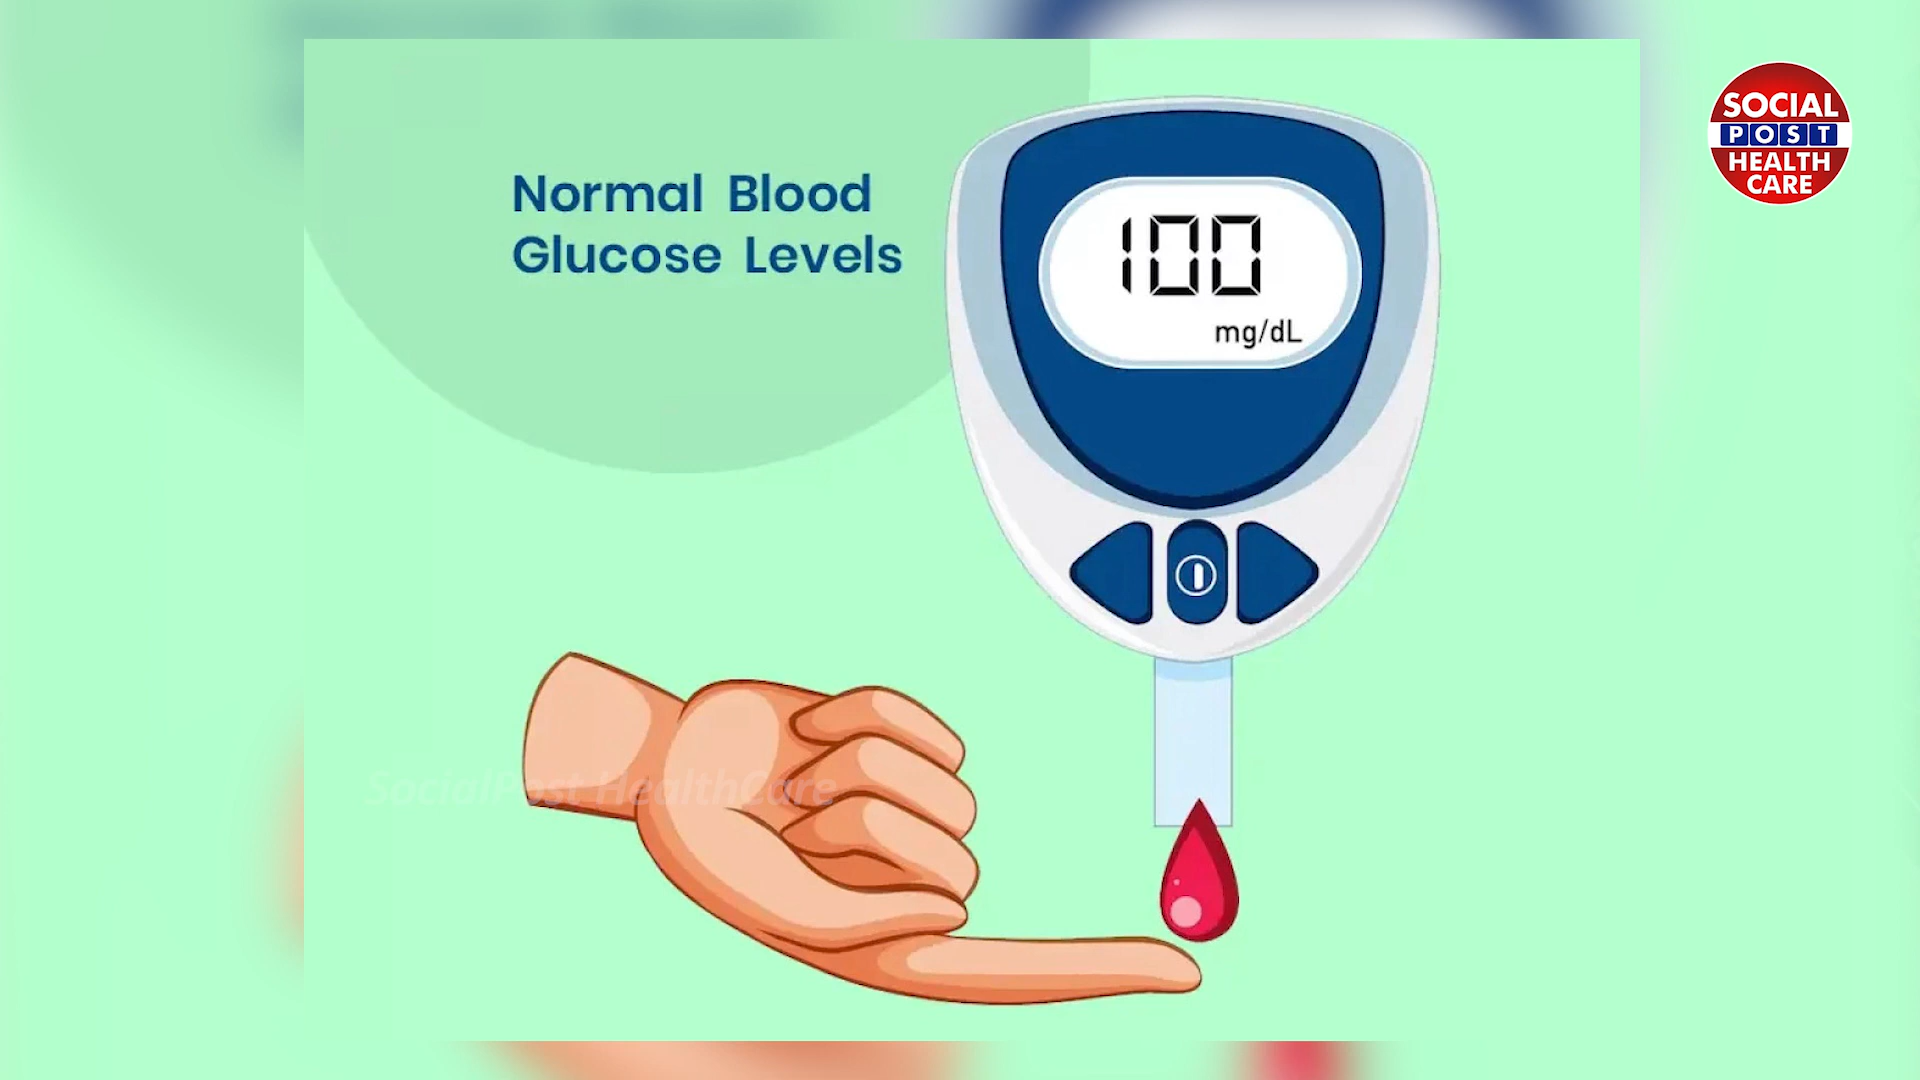 Normal Blood
Glucose Levels
100
mg/dL
SOCIAL
POST
HEALTH
CARE
SocialPost HealthCare